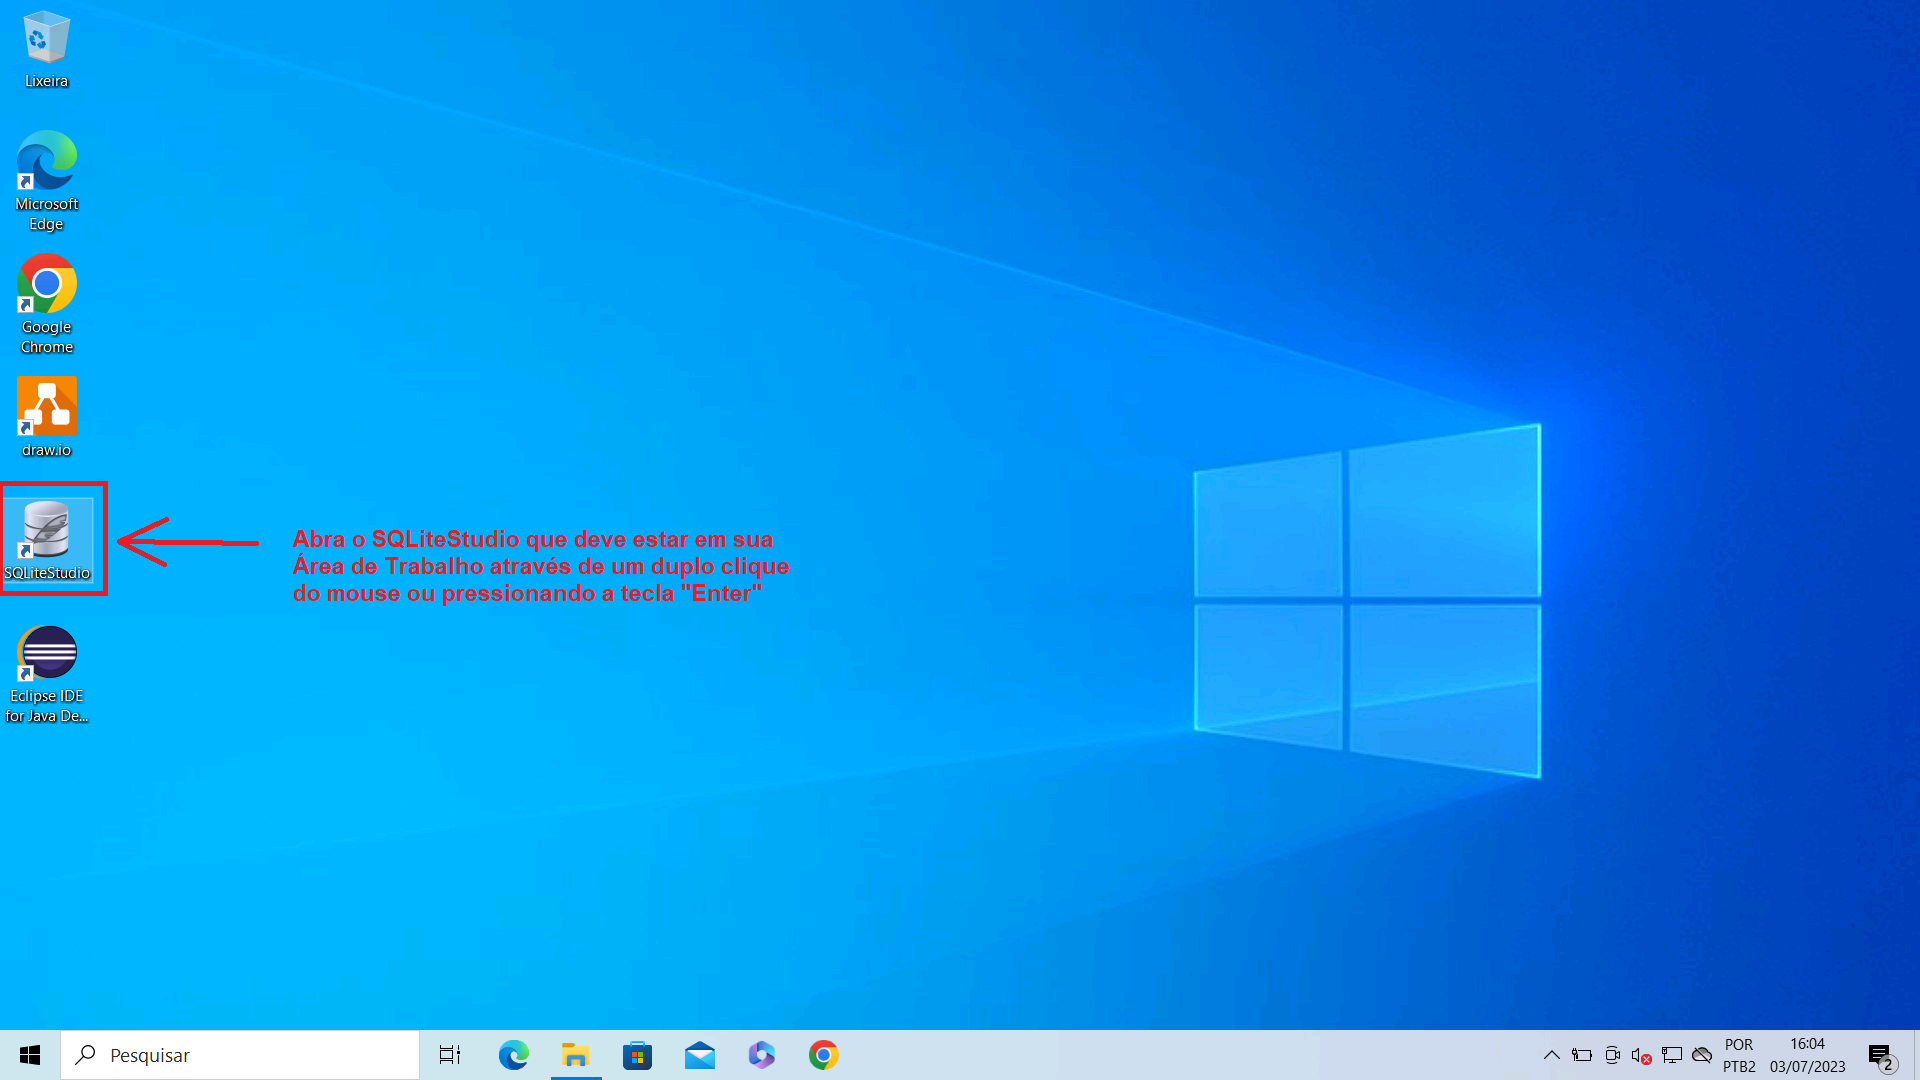 Lixeira
Microsoft
Edge
Google
Chrome
draw.io
SQLiteStudio
Abra o SQLiteStudio que deve estar em sua
Área de Trabalho através de um duplo clique
do mouse ou pressionando a tecla "Enter"
Eclipse IDE
for Java De...
Pesquisar
POR
PTB2
16:04
03/07/2023
2